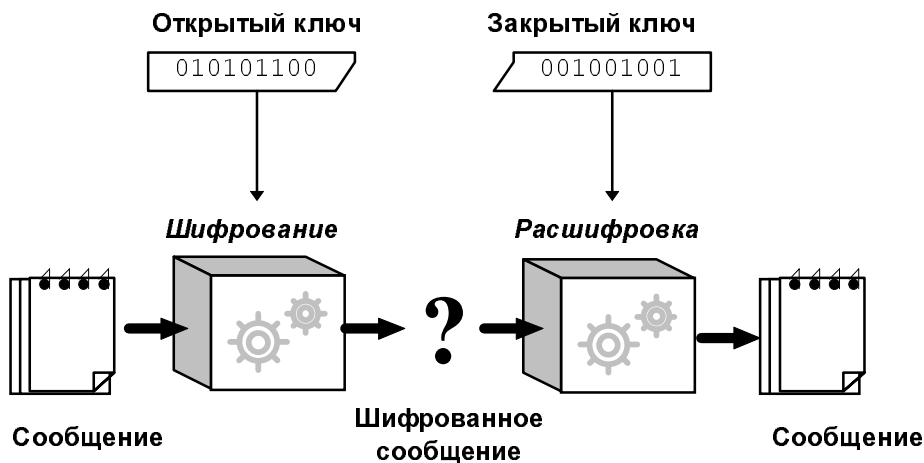 Открытый ключ
Закрытый ключ
010101100
001001001
Шифрование
Расшифровка
?
Шифрованное
сообщение
Сообщение
Сообщение